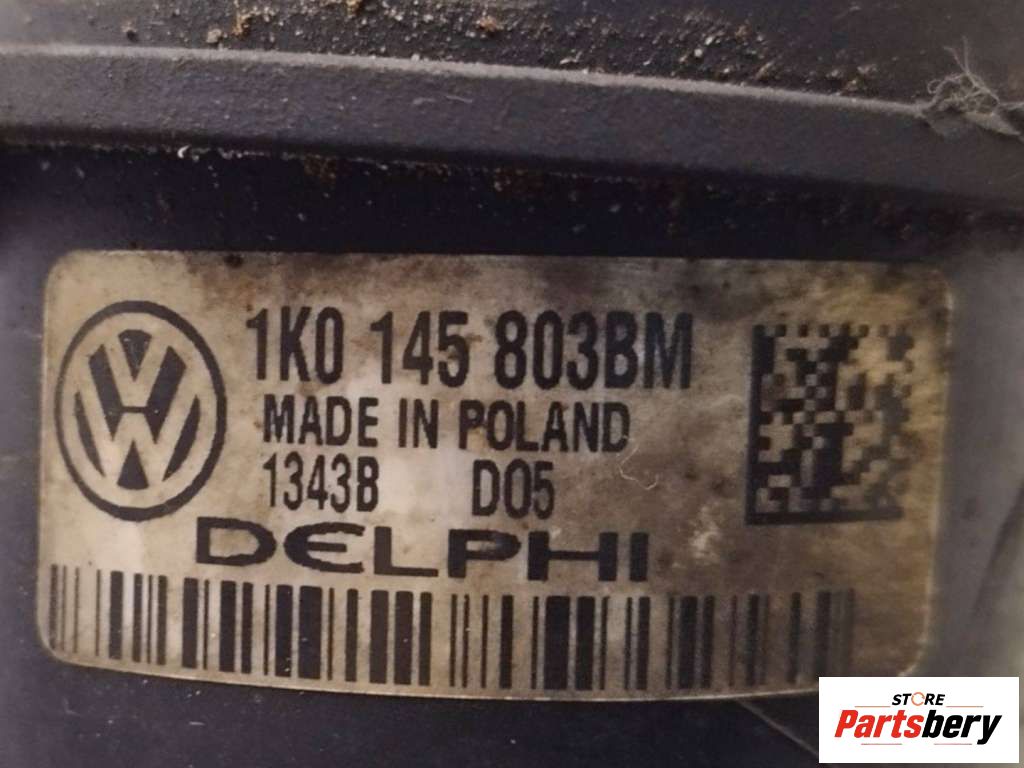 1K0 145 803BM
MADE IN POLAND
1343B D05
DELPHI
STORE
Partsbery